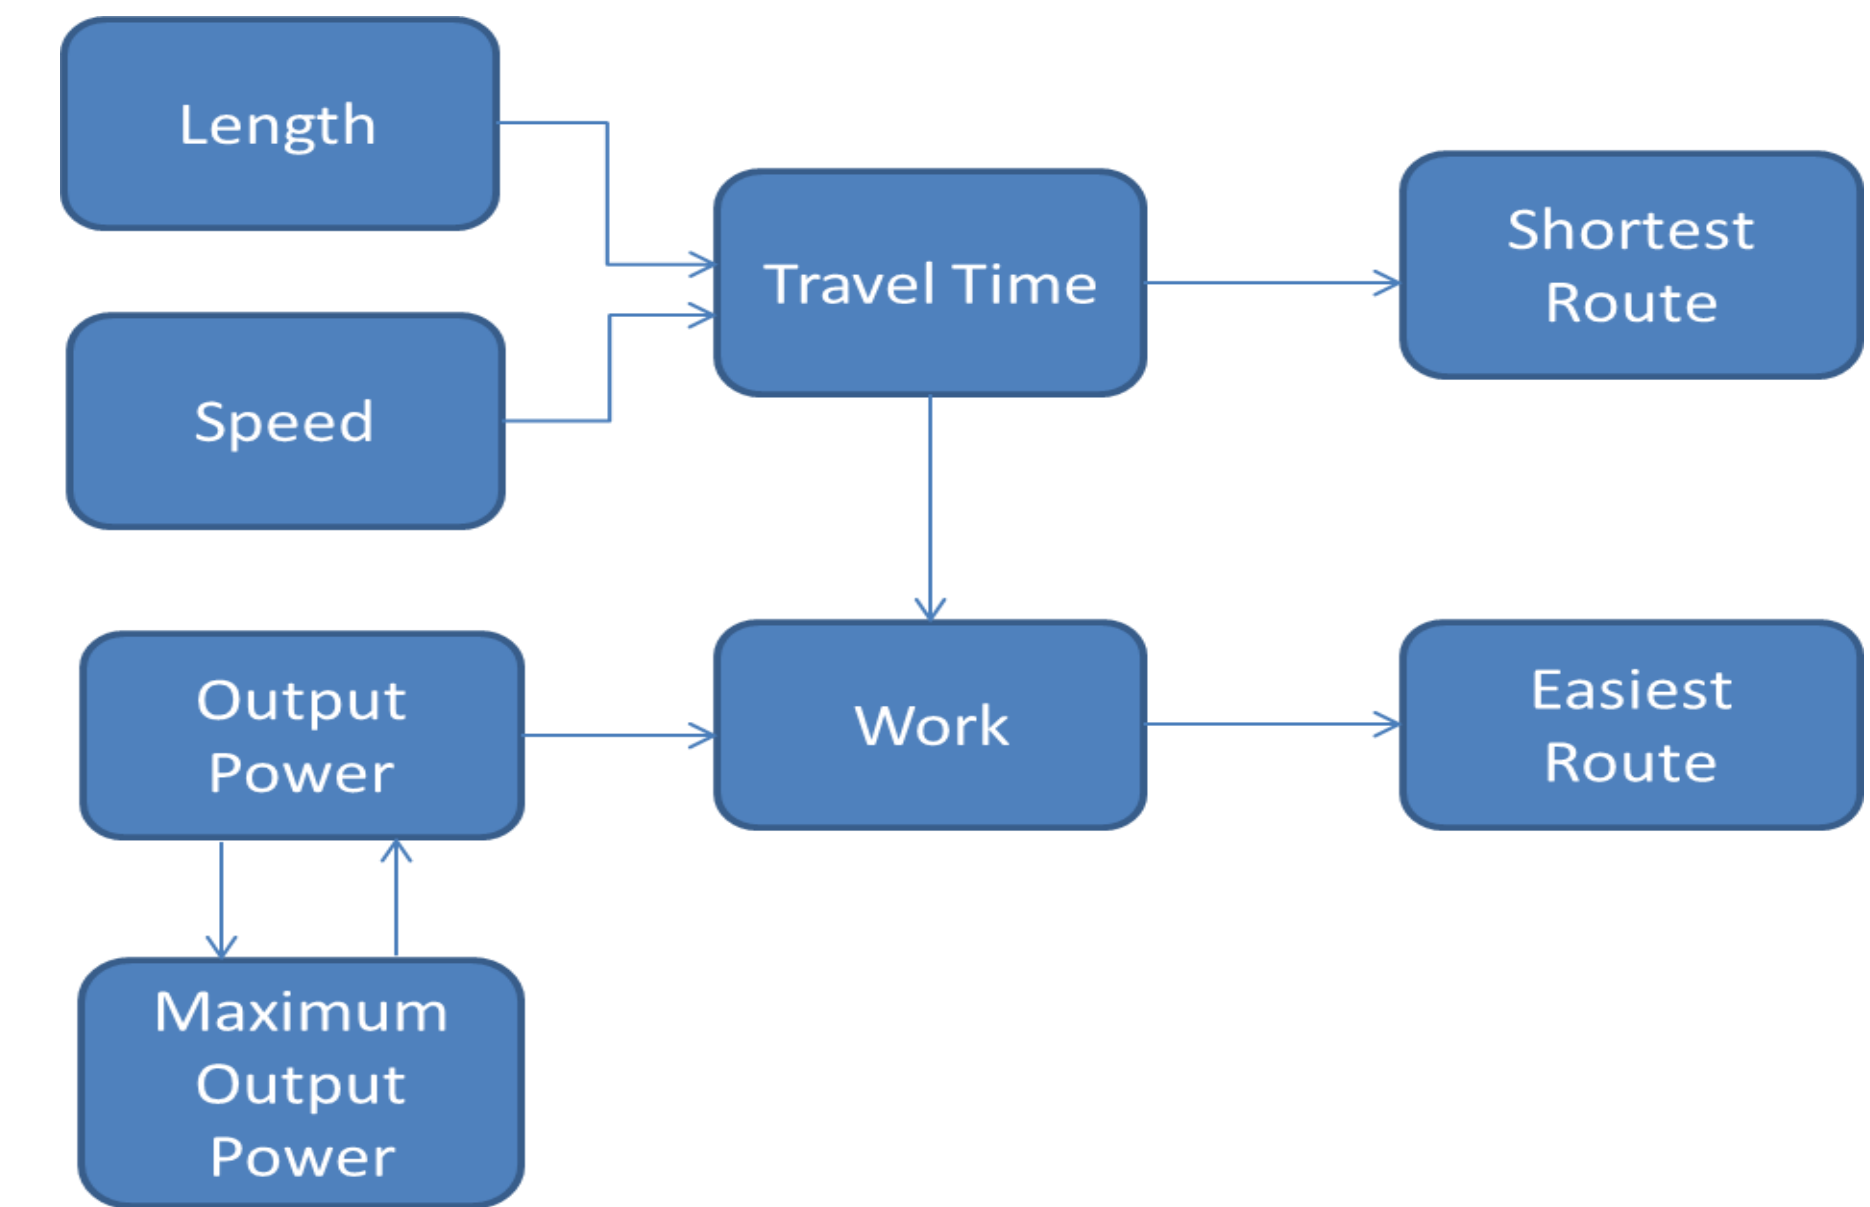 Length
Speed
Travel Time
Shortest
Route
Output
Power
Work
Easiest
Route
Maximum
Output
Power